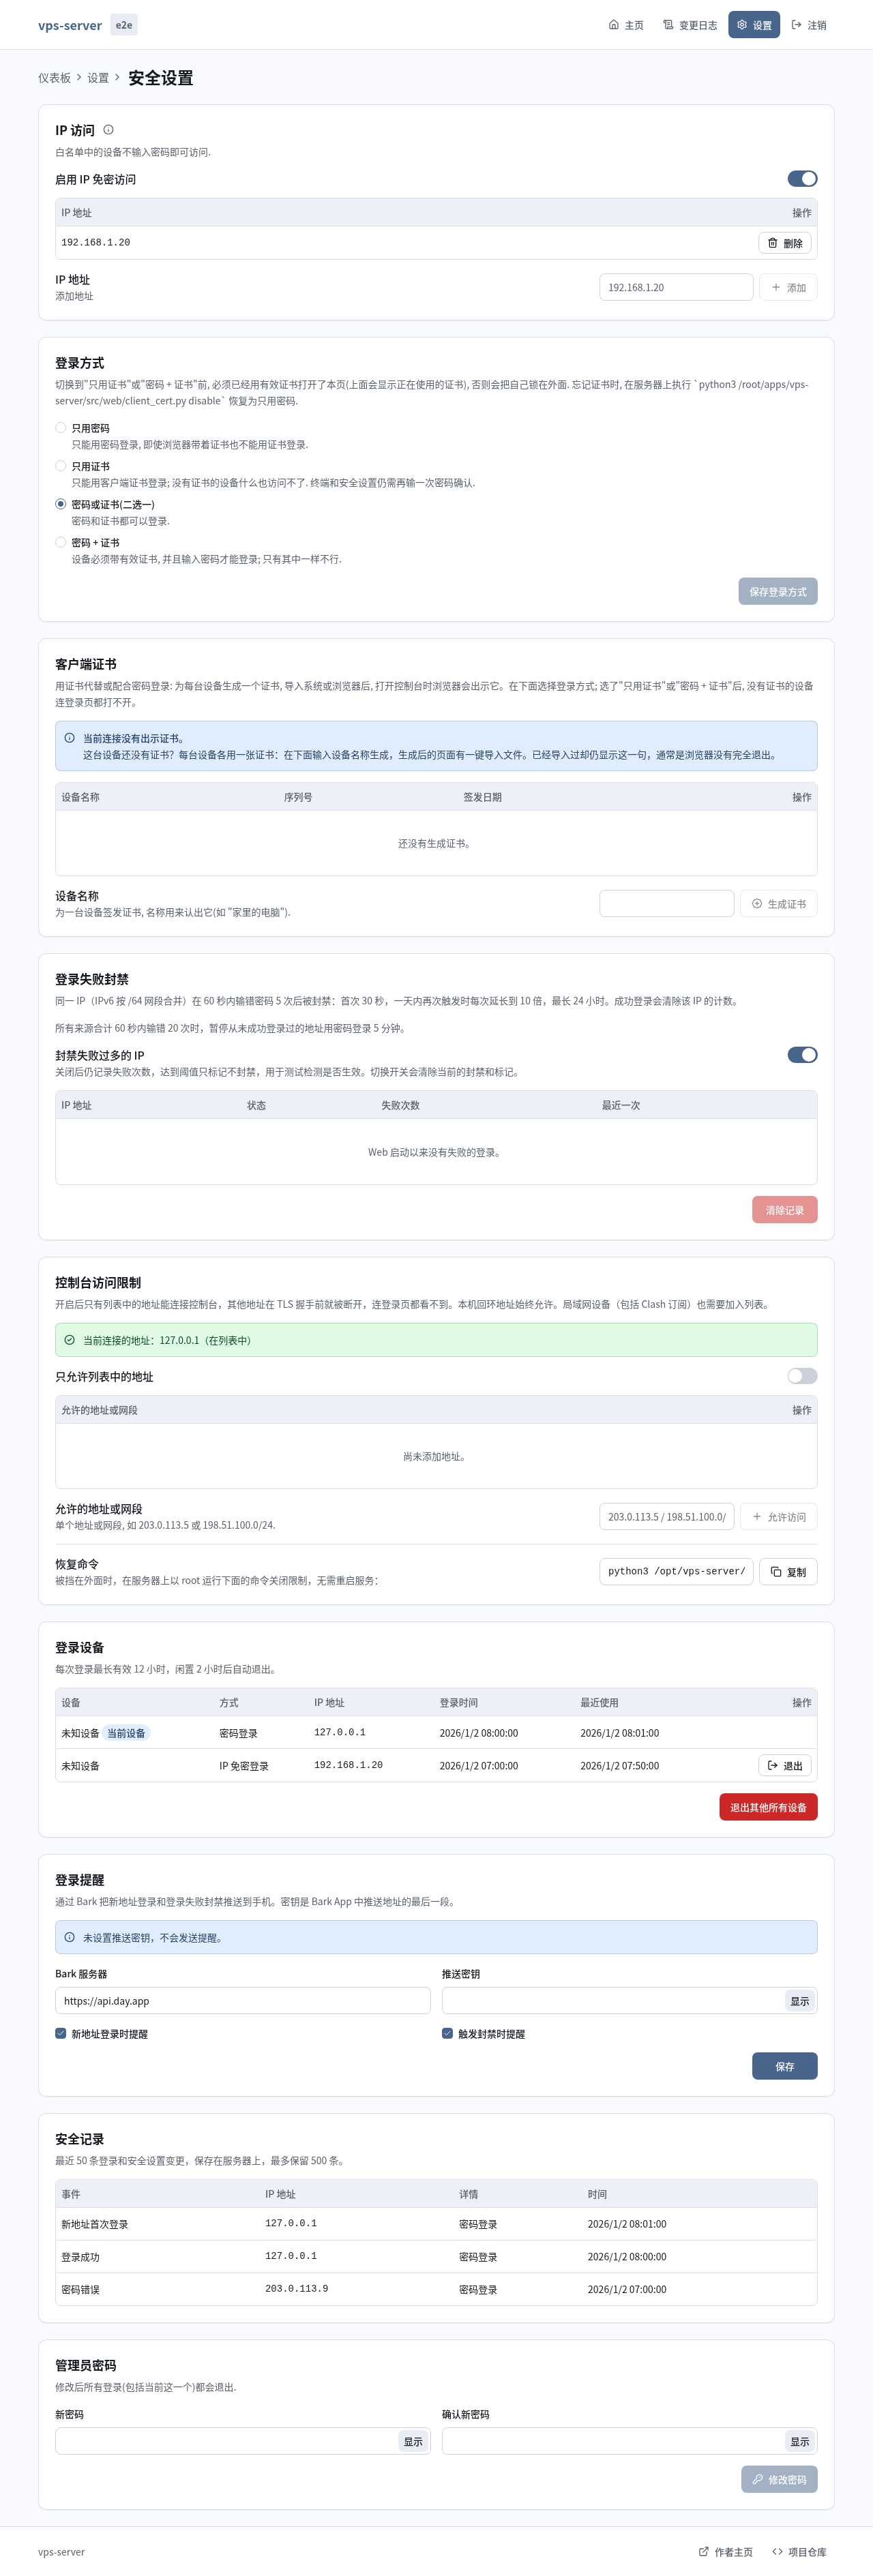 vps-server e2e 主页 变更日志 设置 注销
仪表板 > 设置 > 安全设置
IP 访问
白名单中的设备不输入密码即可访问.
启用 IP 免密访问
IP 地址 操作
192.168.1.20 删除
IP 地址
添加地址
192.168.1.20 添加
登录方式
切换到"只用证书"或"密码 + 证书"前, 必须已经用有效证书打开了本页(上面会显示正在使用的证书), 否则会把自己锁在外面. 忘记证书时, 在服务器上执行 `python3 /root/apps/vps-
server/src/web/client_cert.py disable` 恢复为只用密码.
只用密码
只能用密码登录, 即使浏览器带着证书也不能用证书登录.
只用证书
只能用客户端证书登录; 没有证书的设备什么也访问不了. 终端和安全设置仍需再输一次密码确认.
密码或证书(二选一)
密码和证书都可以登录.
密码 + 证书
设备必须带有效证书, 并且输入密码才能登录; 只有其中一样不行.
保存登录方式
客户端证书
用证书代替或配合密码登录: 为每台设备生成一个证书, 导入系统或浏览器后, 打开控制台时浏览器会出示它。在下面选择登录方式; 选了"只用证书"或"密码 + 证书"后, 没有证书的设备
连登录页都打不开。
当前连接没有出示证书。
这台设备还没有证书？每台设备各用一张证书：在下面输入设备名称生成，生成后的页面有一键导入文件。已经导入过却仍显示这一句，通常是浏览器没有完全退出。
设备名称 序列号 签发日期 操作
还没有生成证书。
设备名称
为一台设备签发证书, 名称用来认出它(如 "家里的电脑").
生成证书
登录失败封禁
同一 IP（IPv6 按 /64 网段合并）在 60 秒内输错密码 5 次后被封禁：首次 30 秒，一天内再次触发时每次延长到 10 倍，最长 24 小时。成功登录会清除该 IP 的计数。
所有来源合计 60 秒内输错 20 次时，暂停从未成功登录过的地址用密码登录 5 分钟。
封禁失败过多的 IP
关闭后仍记录失败次数，达到阈值只标记不封禁，用于测试检测是否生效。切换开关会清除当前的封禁和标记。
IP 地址 状态 失败次数 最近一次
Web 启动以来没有失败的登录。
清除记录
控制台访问限制
开启后只有列表中的地址能连接控制台，其他地址在 TLS 握手前就被断开，连登录页都看不到。本机回环地址始终允许。局域网设备（包括 Clash 订阅）也需要加入列表。
当前连接的地址：127.0.0.1（在列表中）
只允许列表中的地址
允许的地址或网段 操作
尚未添加地址。
允许的地址或网段
单个地址或网段, 如 203.0.113.5 或 198.51.100.0/24.
203.0.113.5 / 198.51.100.0/ 允许访问
恢复命令
被挡在外面时，在服务器上以 root 运行下面的命令关闭限制，无需重启服务：
python3 /opt/vps-server/ 复制
登录设备
每次登录最长有效 12 小时，闲置 2 小时后自动退出。
设备 方式 IP 地址 登录时间 最近使用 操作
未知设备 当前设备 密码登录 127.0.0.1 2026/1/2 08:00:00 2026/1/2 08:01:00
未知设备 IP 免密登录 192.168.1.20 2026/1/2 07:00:00 2026/1/2 07:50:00 退出
退出其他所有设备
登录提醒
通过 Bark 把新地址登录和登录失败封禁推送到手机。密钥是 Bark App 中推送地址的最后一段。
未设置推送密钥，不会发送提醒。
Bark 服务器 推送密钥
https://api.day.app 显示
新地址登录时提醒 触发封禁时提醒
保存
安全记录
最近 50 条登录和安全设置变更，保存在服务器上，最多保留 500 条。
事件 IP 地址 详情 时间
新地址首次登录 127.0.0.1 密码登录 2026/1/2 08:01:00
登录成功 127.0.0.1 密码登录 2026/1/2 08:00:00
密码错误 203.0.113.9 密码登录 2026/1/2 07:00:00
管理员密码
修改后所有登录(包括当前这一个)都会退出.
新密码 确认新密码
显示 显示
修改密码
vps-server 作者主页 项目仓库